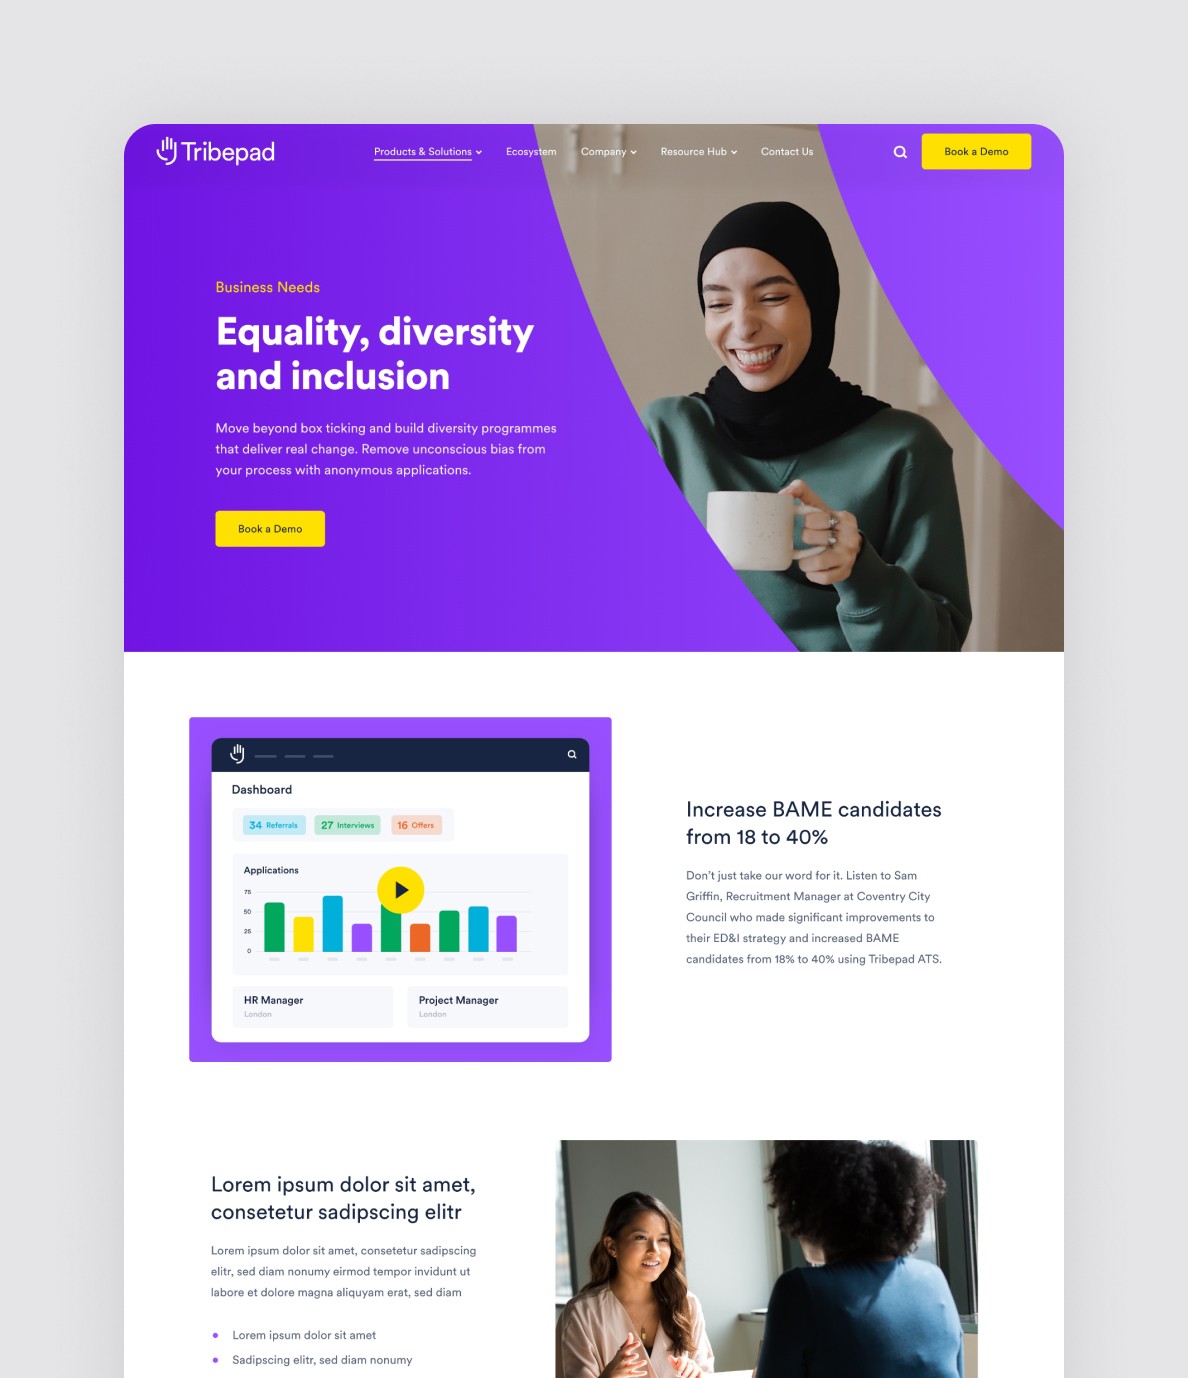 Tribepad
Products & Solutions
Ecosystem
Company
Resource Hub
Contact Us
Book a Demo
Business Needs
Equality, diversity
and inclusion
Move beyond box ticking and build diversity programmes
that deliver real change. Remove unconscious bias from
your process with anonymous applications.
Book a Demo
Dashboard
34 Referrals
27 Interviews
16 Offers
Applications
75
50
25
0
HR Manager
London
Project Manager
London
Increase BAME candidates
from 18 to 40%
Don't just take our word for it. Listen to Sam
Griffin, Recruitment Manager at Coventry City
Council who made significant improvements to
their ED&I strategy and increased BAME
candidates from 18% to 40% using Tribepad ATS.
Lorem ipsum dolor sit amet,
consetetur sadipscing elitr
Lorem ipsum dolor sit amet, consetetur sadipscing
elitr, sed diam nonumy eirmod tempor invidunt ut
labore et dolore magna aliquyam erat, sed diam
Lorem ipsum dolor sit amet
Sadipscing elitr, sed diam nonumy